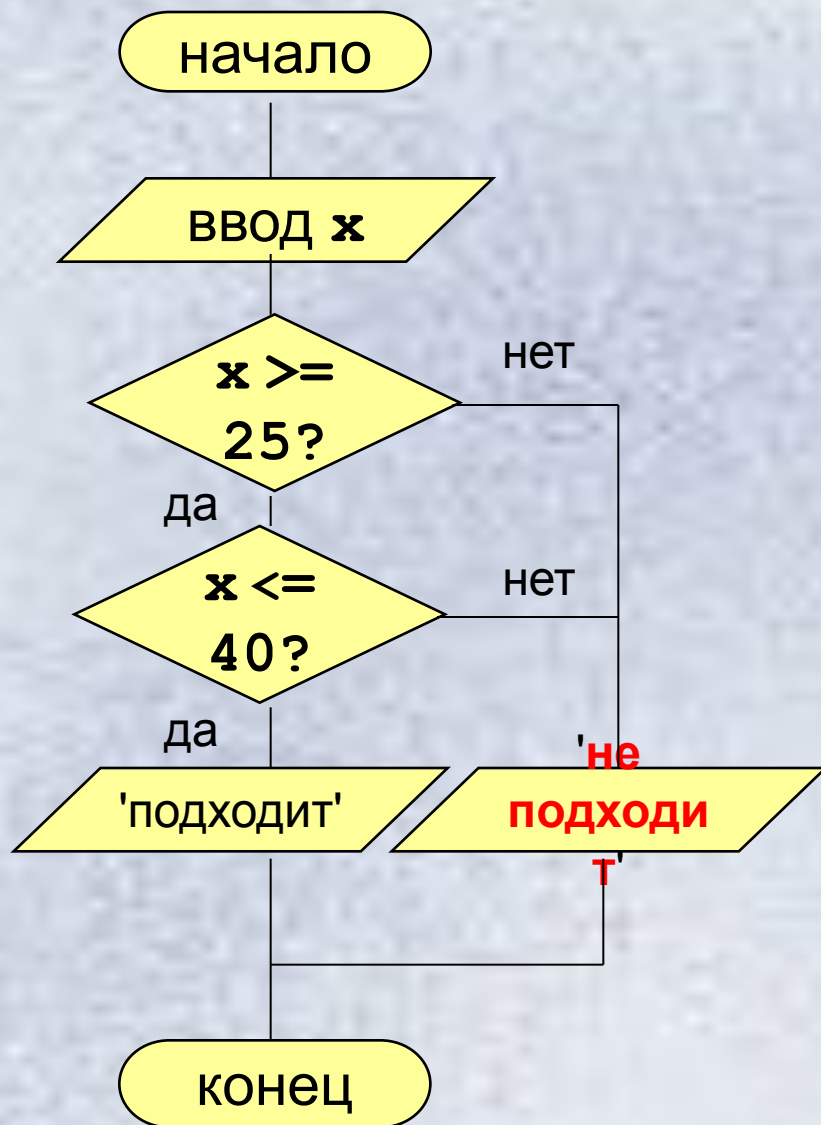 начало
ввод x
x >=
25?
нет
да
x <=
40?
нет
да
'подходит'
'не
подходи
т'
конец